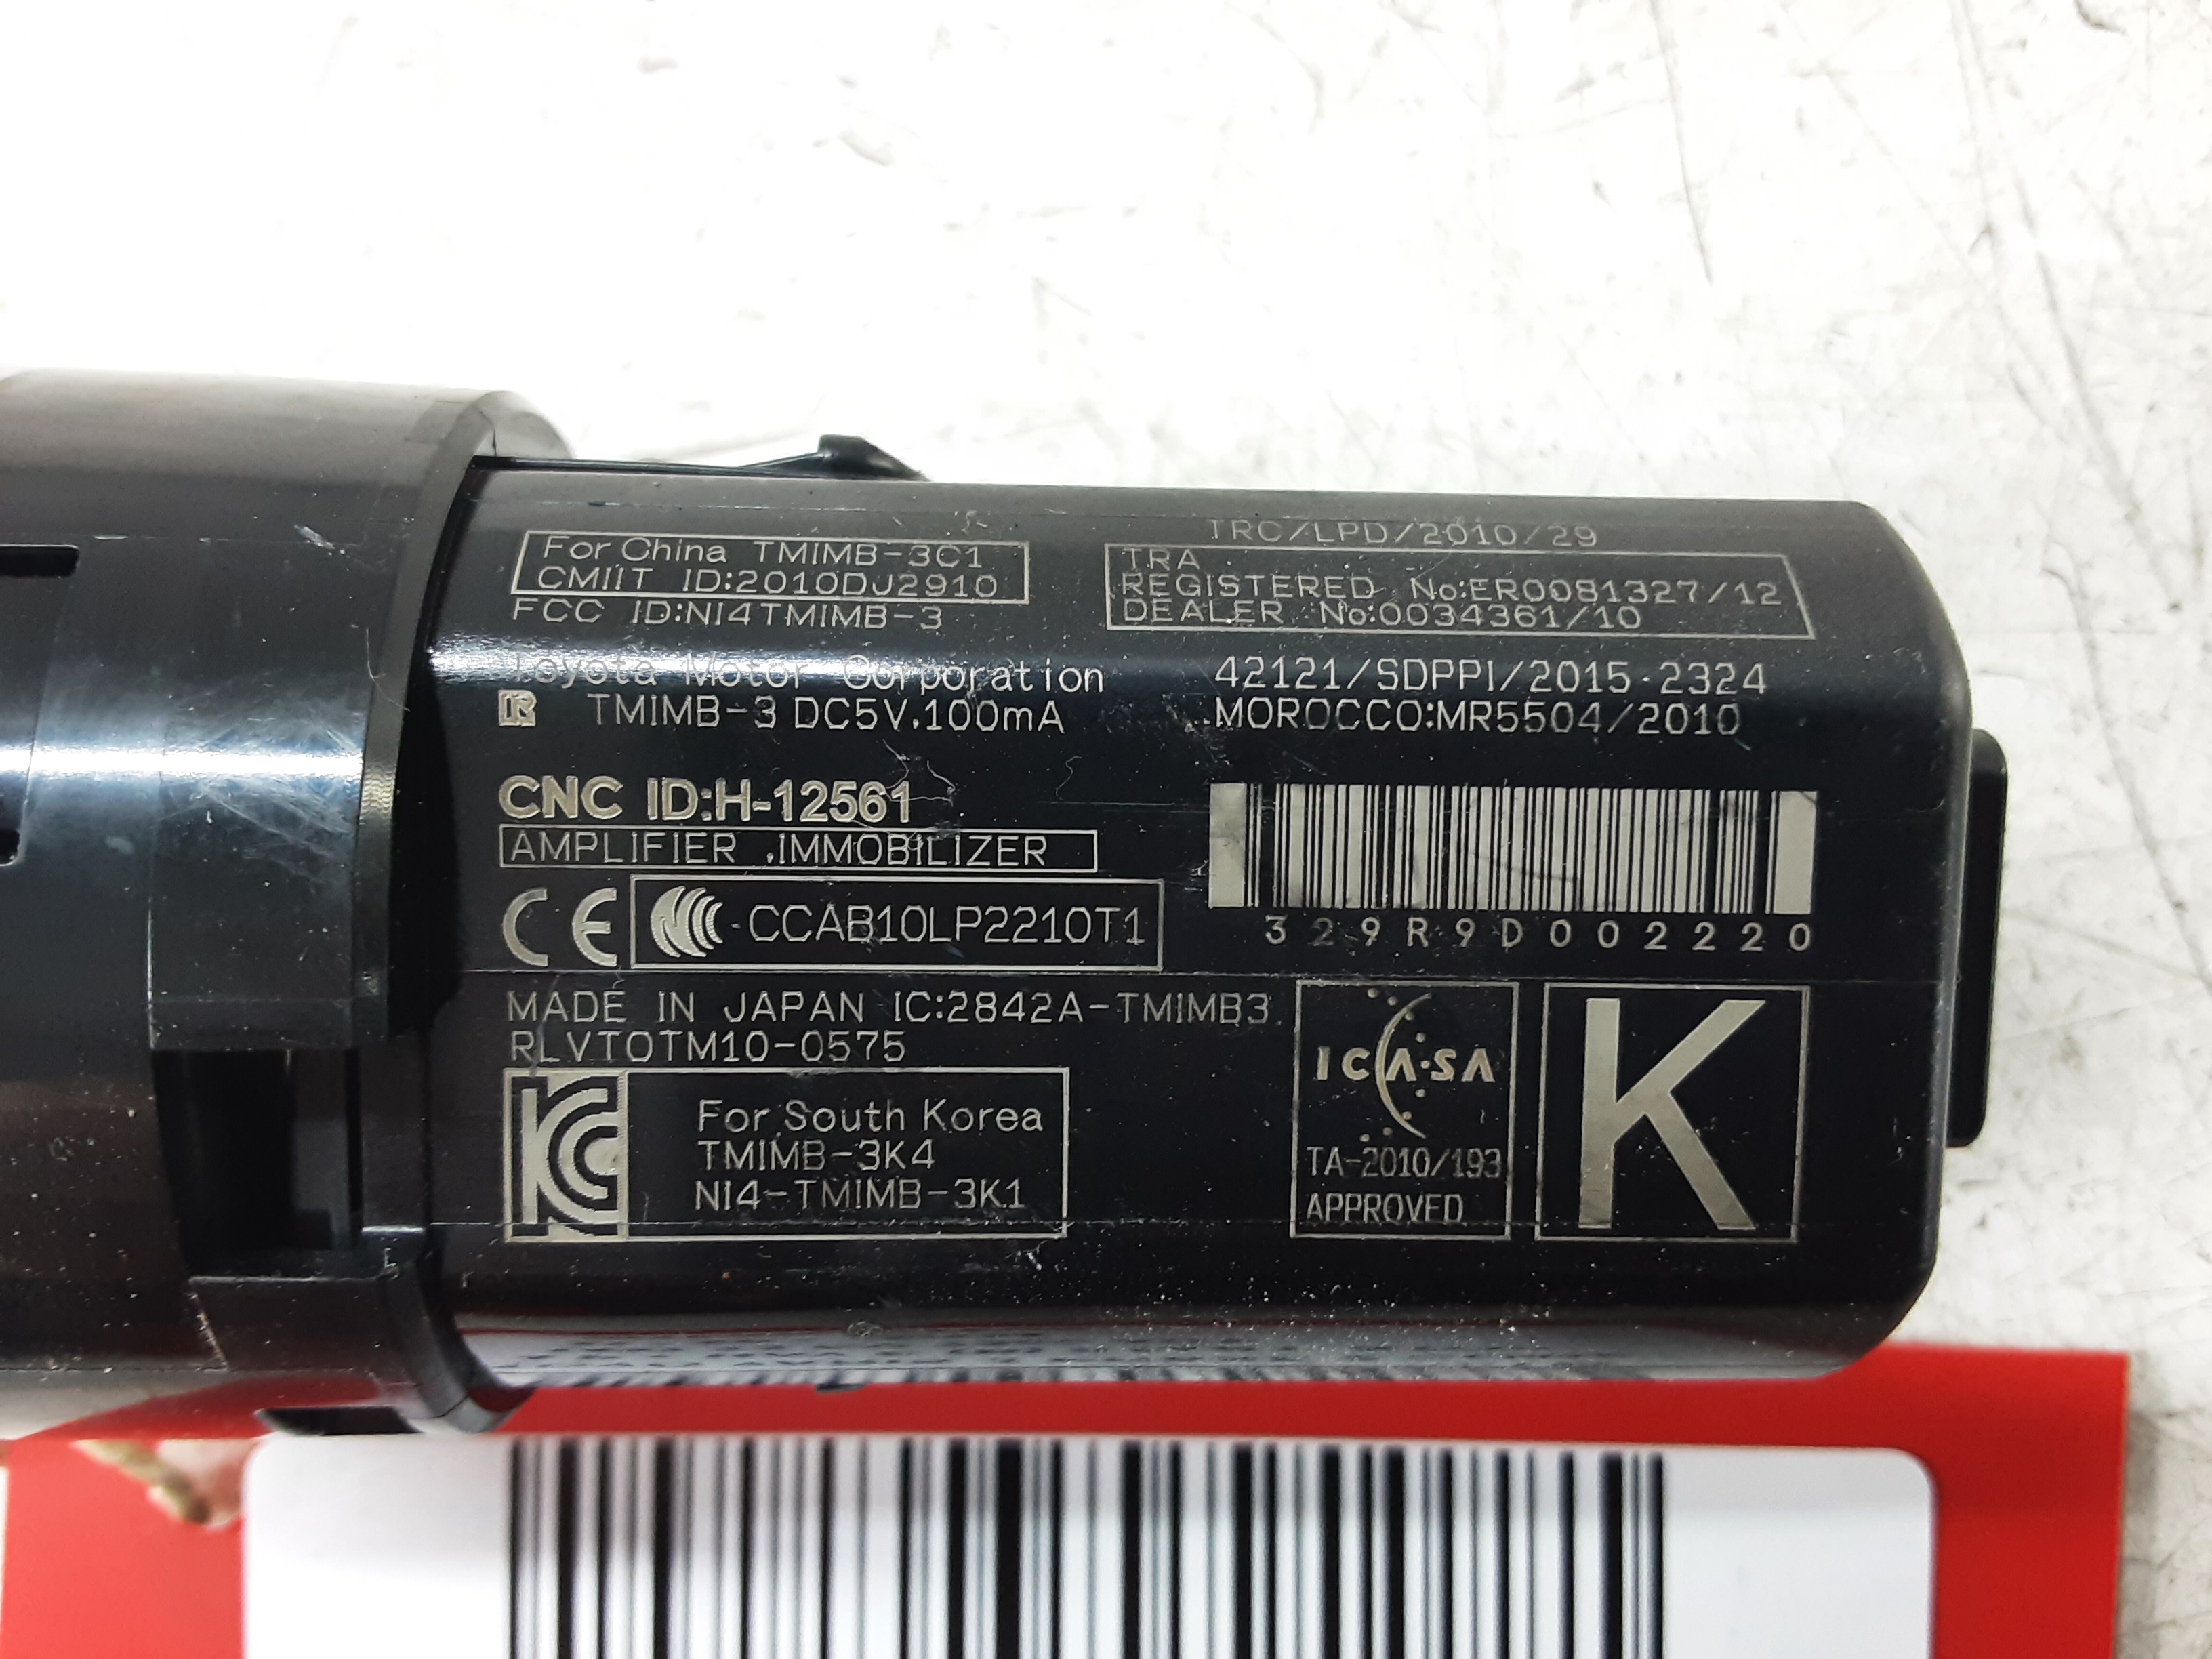 For China TMIMB-3C1
CMIIT ID:2010DJ2910
FCC ID:NI4TMIMB-3
Toyota Motor Corporation
R TMIMB-3 DC5V.100mA
CNC ID:H-12561
AMPLIFIER .IMMOBILIZER
CE CCAB10LP2210T1
MADE IN JAPAN IC:2842A-TMIMB3
RLVTOTM10-0575
KC
For South Korea
TMIMB-3K4
NI4-TMIMB-3K1
TRC/LPD/2010/29
TRA
REGISTERED No:ER0081327/12
DEALER No:0034361/10
42121/SDPPI/2015-2324
MOROCCO:MR5504/2010
329R9D002220
ICASA
TA-2010/193
APPROVED
K